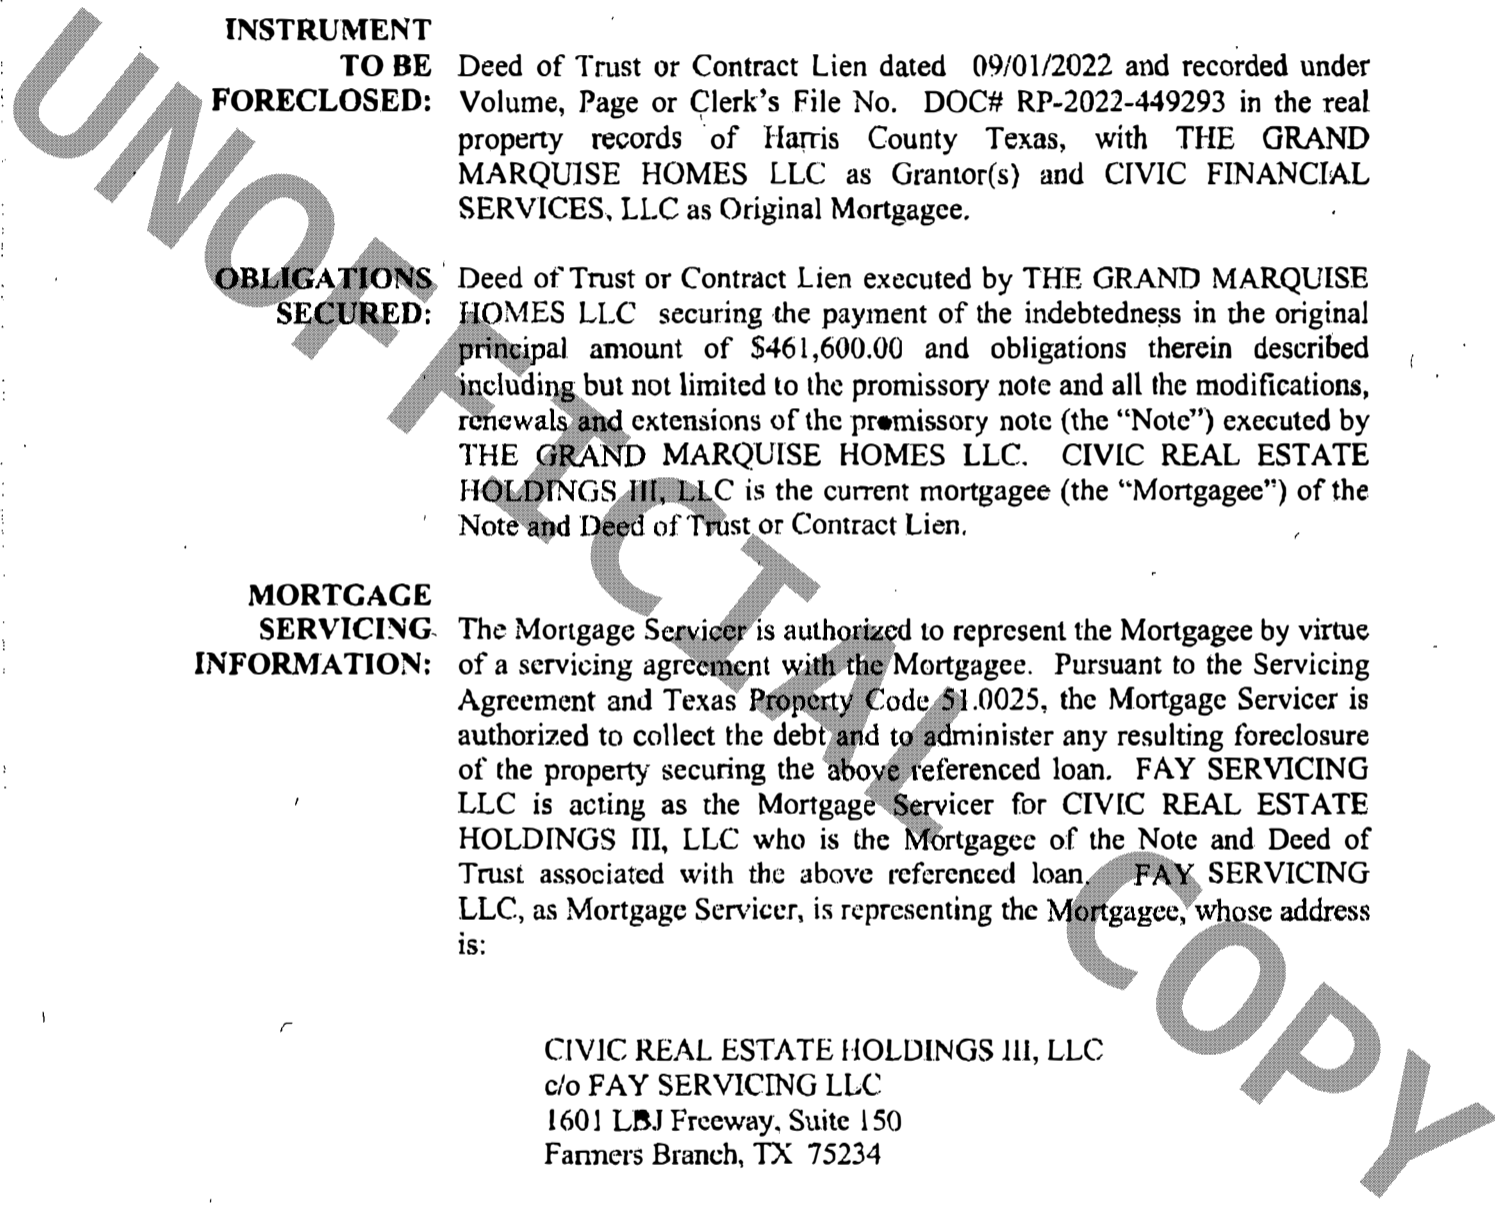 INSTRUMENT
TO BE
FORECLOSED:
Deed of Trust or Contract Lien dated 09/01/2022 and recorded under
Volume, Page or Clerk's File No. DOC# RP-2022-449293 in the real
property records of Harris County Texas, with THE GRAND
MARQUISE HOMES LLC as Grantor(s) and CIVIC FINANCIAL
SERVICES, LLC as Original Mortgagee.
OBLIGATIONS
SECURED:
Deed of Trust or Contract Lien executed by THE GRAND MARQUISE
HOMES LLC securing the payment of the indebtedness in the original
principal amount of $461,600.00 and obligations therein described
including but not limited to the promissory note and all the modifications,
renewals and extensions of the promissory note (the "Note") executed by
THE GRAND MARQUISE HOMES LLC. CIVIC REAL ESTATE
HOLDINGS III, LLC is the current mortgagee (the "Mortgagee") of the
Note and Deed of Trust or Contract Lien.
MORTGAGE
SERVICING
INFORMATION:
The Mortgage Servicer is authorized to represent the Mortgagee by virtue
of a servicing agreement with the Mortgagee. Pursuant to the Servicing
Agreement and Texas Property Code 51.0025, the Mortgage Servicer is
authorized to collect the debt and to administer any resulting foreclosure
of the property securing the above referenced loan. FAY SERVICING
LLC is acting as the Mortgage Servicer for CIVIC REAL ESTATE
HOLDINGS III, LLC who is the Mortgagee of the Note and Deed of
Trust associated with the above referenced loan. FAY SERVICING
LLC, as Mortgage Servicer, is representing the Mortgagee, whose address
is:
CIVIC REAL ESTATE HOLDINGS III, LLC
c/o FAY SERVICING LLC
1601 LBJ Freeway, Suite 150
Farmers Branch, TX 75234
UNOFFICIAL COPY